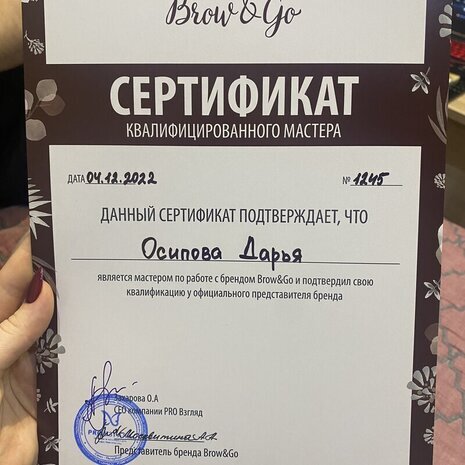 Brow&Go
СЕРТИФИКАТ
КВАЛИФИЦИРОВАННОГО МАСТЕРА
ДАТА 04.12.2022 № 1245
ДАННЫЙ СЕРТИФИКАТ ПОДТВЕРЖДАЕТ, ЧТО
Осипова Дарья
является мастером по работе с брендом Brow&Go и подтвердил свою
квалификацию у официального представителя бренда
Захарова О.А
CEO компании PRO Взгляд
Москвитина А.А.
Представитель бренда Brow&Go